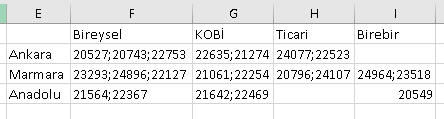 E F G H I
Bireysel KOBİ Ticari Birebir
Ankara 20527;20743;22753 22635;21274 24077;22523
Marmara 23293;24896;22127 21061;22254 20796;24107 24964;23518
Anadolu 21564;22367 21642;22469 20549